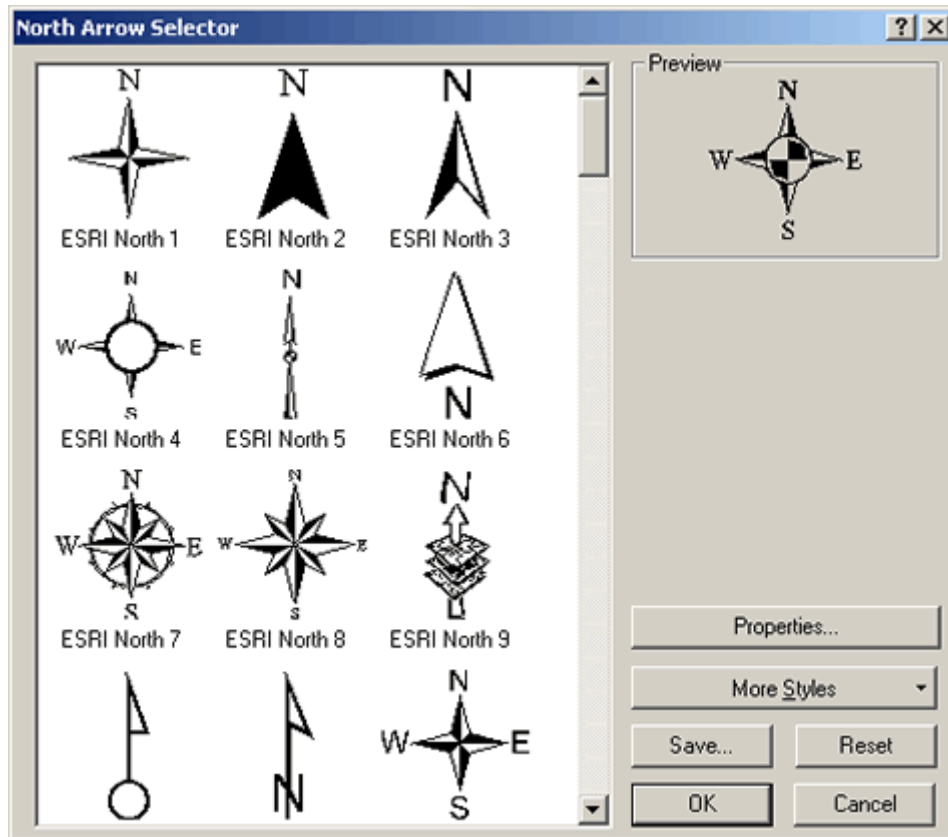 North Arrow Selector
N N N
ESRI North 1 ESRI North 2 ESRI North 3
N N
W E
S N
ESRI North 4 ESRI North 5 ESRI North 6
N N N
W E W E
S S
ESRI North 7 ESRI North 8 ESRI North 9
N
W E
N S
Preview
N
W E
S
Properties...
More Styles
Save... Reset
OK Cancel